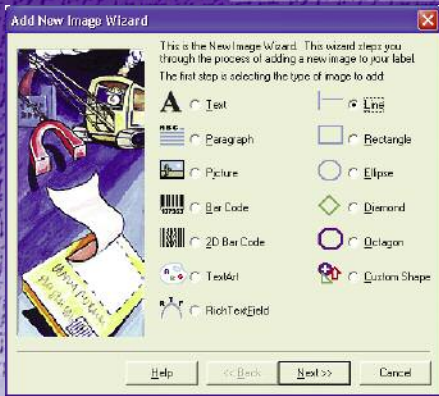 Add New Image Wizard
This is the New Image Wizard. This wizard steps you
through the process of adding a new image to your label.
The first step is selecting the type of image to add:
A Text
Line
ABC Paragraph
Rectangle
Picture
Ellipse
Bar Code
Diamond
2D Bar Code
Octagon
TextArt
Custom Shape
RTF RichTextField
Help
<< Back
Next >>
Cancel